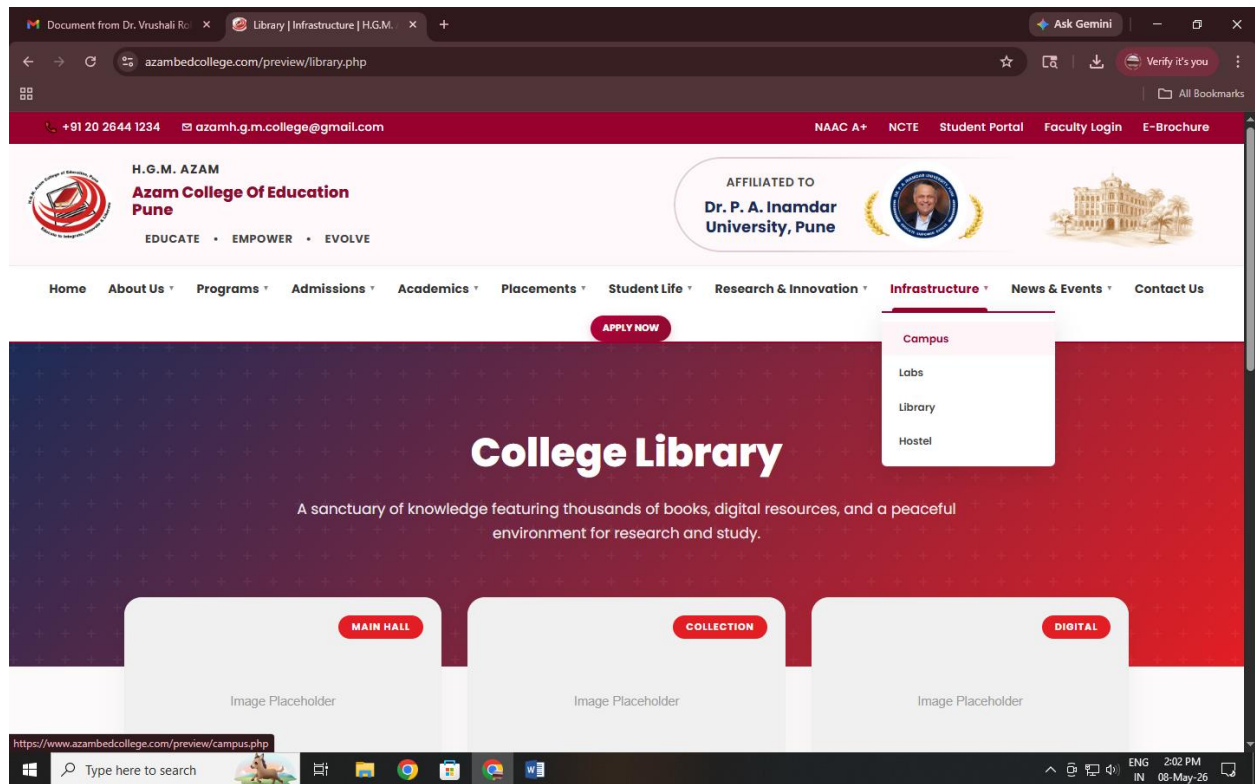 Document from Dr. Vrushali Ro
Library | Infrastructure | H.G.M.
Ask Gemini
azambedcollege.com/preview/library.php
Verify it's you
All Bookmarks
+91 20 2644 1234 azamh.g.m.college@gmail.com NAAC A+ NCTE Student Portal Faculty Login E-Brochure
H.G.M. AZAM
Azam College Of Education
Pune
EDUCATE • EMPOWER • EVOLVE
AFFILIATED TO
Dr. P. A. Inamdar
University, Pune
Home About Us Programs Admissions Academics Placements Student Life Research & Innovation Infrastructure News & Events Contact Us
APPLY NOW
Campus
Labs
Library
Hostel
College Library
A sanctuary of knowledge featuring thousands of books, digital resources, and a peaceful
environment for research and study.
MAIN HALL
COLLECTION
DIGITAL
Image Placeholder
Image Placeholder
Image Placeholder
https://www.azambedcollege.com/preview/campus.php
Type here to search
ENG 2:02 PM
IN 08-May-26